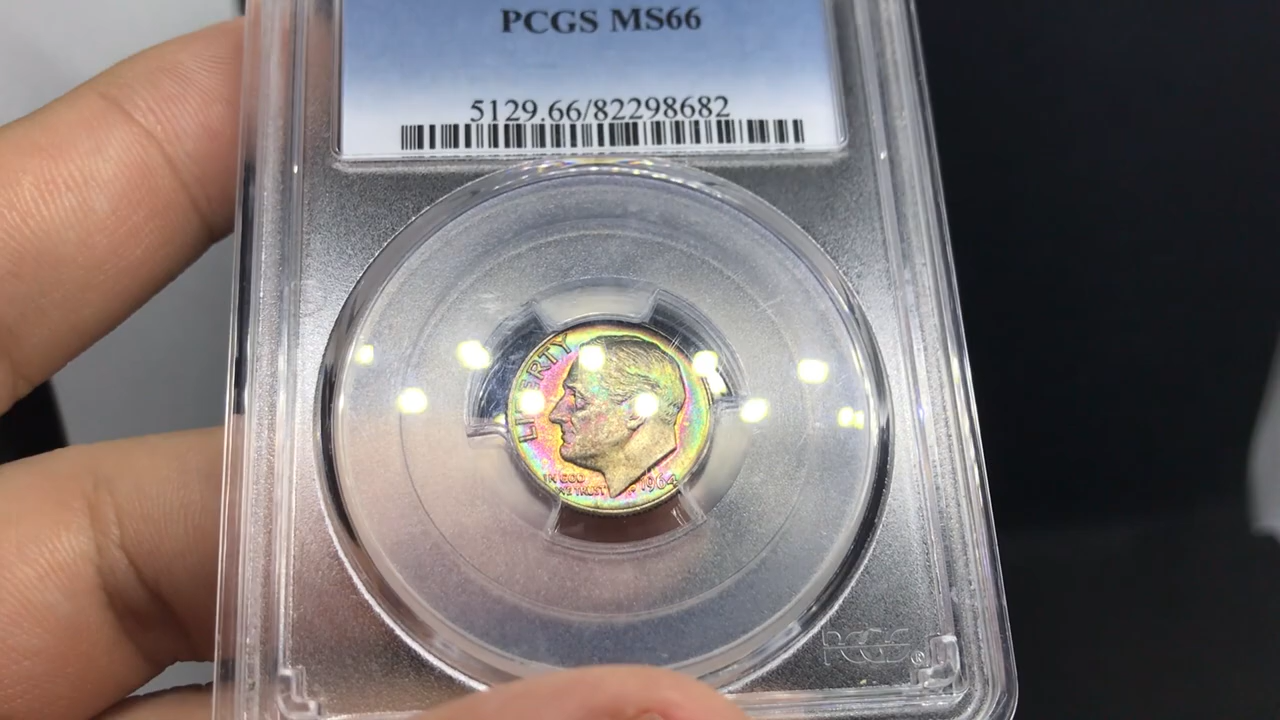 PCGS MS66
5129.66/82298682
LIBERTY
IN GOD
WE TRUST
1964
PCGS®